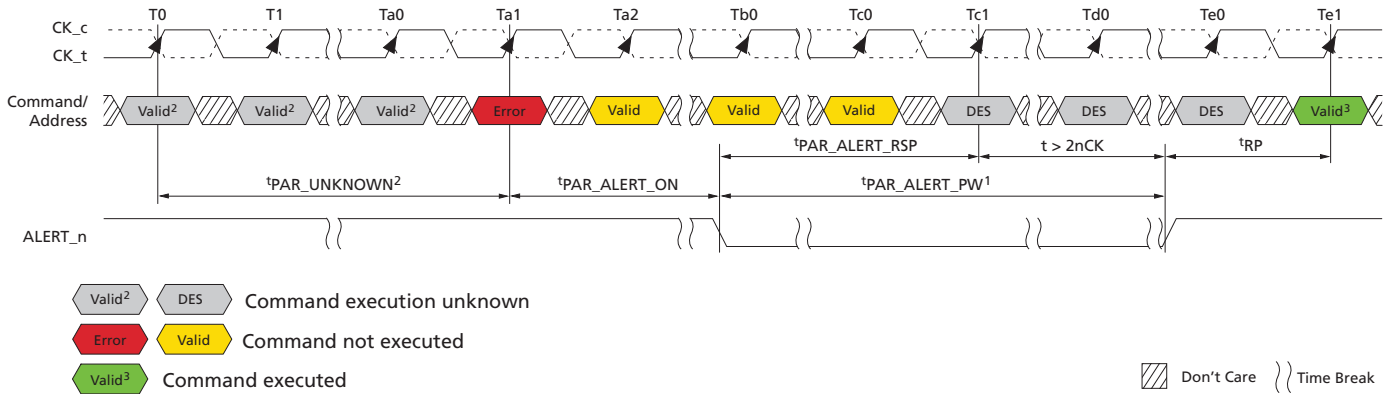 T0 T1 Ta0 Ta1 Ta2 Tb0 Tc0 Tc1 Td0 Te0 Te1
CK_c
CK_t
Command/
Address
Valid² Valid² Valid² Error Valid Valid Valid DES DES DES Valid³
tPAR_ALERT_RSP t > 2nCK tRP
tPAR_UNKNOWN² tPAR_ALERT_ON tPAR_ALERT_PW¹
ALERT_n
Valid² DES Command execution unknown
Error Valid Command not executed
Valid³ Command executed
Don't Care Time Break